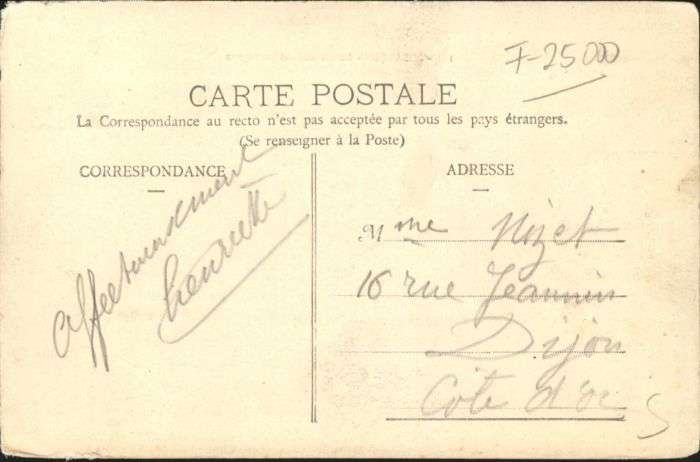 F-25000
CARTE POSTALE
La Correspondance au recto n'est pas acceptée par tous les pays étrangers.
(Se renseigner à la Poste)
CORRESPONDANCE
Affectueusement
Henriette
ADRESSE
Mme Nizet
16 rue Jeannin
Dijon
Côte d'Or